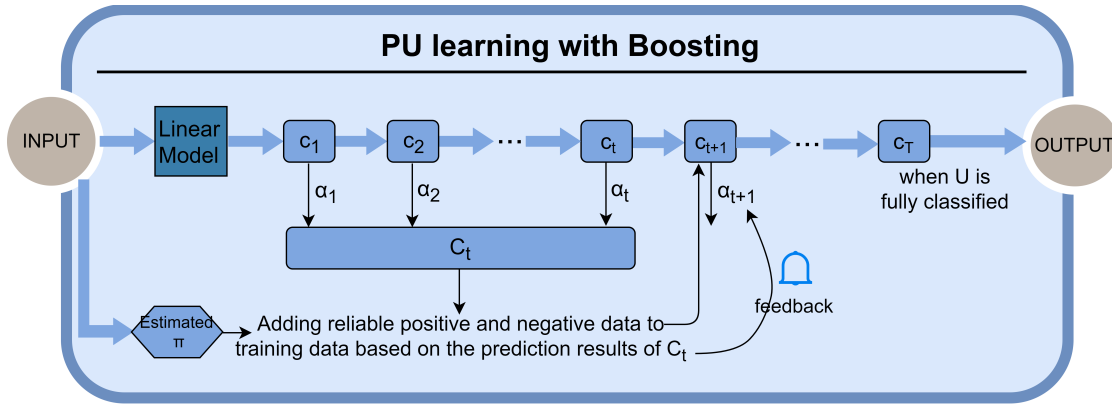 PU learning with Boosting
INPUT
Linear
Model
c1
c2
...
ct
ct+1
...
cT
OUTPUT
when U is
fully classified
α1
α2
αt
αt+1
Ct
feedback
Estimated
π
Adding reliable positive and negative data to
training data based on the prediction results of Ct